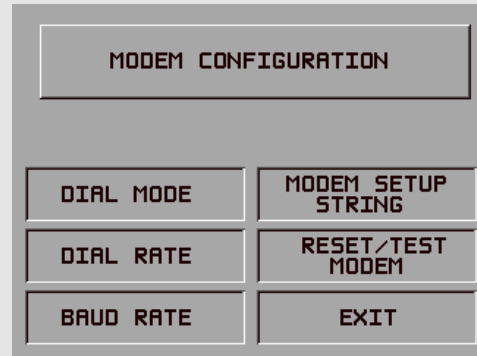 MODEM CONFIGURATION
DIAL MODE
MODEM SETUP
STRING
DIAL RATE
RESET/TEST
MODEM
BAUD RATE
EXIT